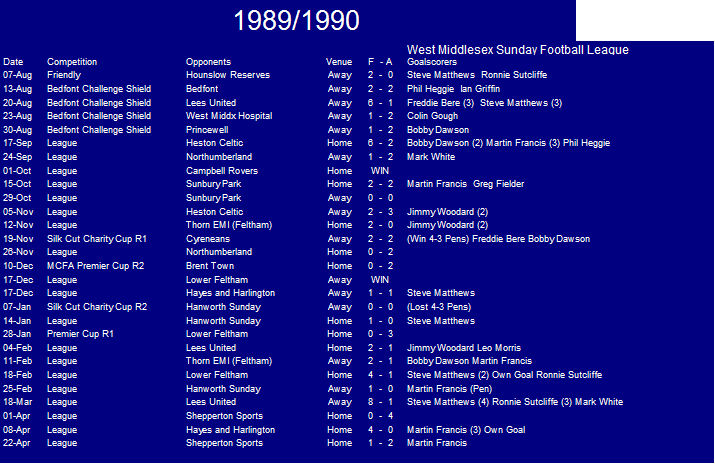 1989/1990
West Middlesex Sunday Football League
Date Competition Opponents Venue F - A Goalscorers
07-Aug Friendly Hounslow Reserves Away 2 - 0 Steve Matthews Ronnie Sutcliffe
13-Aug Bedfont Challenge Shield Bedfont Away 2 - 2 Phil Heggie Ian Griffin
20-Aug Bedfont Challenge Shield Lees United Away 6 - 1 Freddie Bere (3) Steve Matthews (3)
23-Aug Bedfont Challenge Shield West Middx Hospital Away 1 - 2 Colin Gough
30-Aug Bedfont Challenge Shield Princewell Away 1 - 2 Bobby Dawson
17-Sep League Heston Celtic Home 6 - 2 Bobby Dawson (2) Martin Francis (3) Phil Heggie
24-Sep League Northumberland Away 1 - 2 Mark White
01-Oct League Campbell Rovers Home WIN
15-Oct League Sunbury Park Home 2 - 2 Martin Francis Greg Fielder
29-Oct League Sunbury Park Away 0 - 0
05-Nov League Heston Celtic Away 2 - 3 Jimmy Woodard (2)
12-Nov League Thorn EMI (Feltham) Home 2 - 0 Jimmy Woodard (2)
19-Nov Silk Cut Charity Cup R1 Cyreneans Away 2 - 2 (Win 4-3 Pens) Freddie Bere Bobby Dawson
26-Nov League Northumberland Home 0 - 2
10-Dec MCFA Premier Cup R2 Brent Town Home 0 - 2
17-Dec League Lower Feltham Away WIN
17-Dec League Hayes and Harlington Away 1 - 1 Steve Matthews
07-Jan Silk Cut Charity Cup R2 Hanworth Sunday Away 0 - 0 (Lost 4-3 Pens)
14-Jan League Hanworth Sunday Home 1 - 0 Steve Matthews
28-Jan Premier Cup R1 Lower Feltham Home 0 - 3
04-Feb League Lees United Home 2 - 1 Jimmy Woodard Leo Morris
11-Feb League Thorn EMI (Feltham) Away 2 - 1 Bobby Dawson Martin Francis
18-Feb League Lower Feltham Home 4 - 1 Steve Matthews (2) Own Goal Ronnie Sutcliffe
25-Feb League Hanworth Sunday Away 1 - 0 Martin Francis (Pen)
18-Mar League Lees United Away 8 - 1 Steve Matthews (4) Ronnie Sutcliffe (3) Mark White
01-Apr League Shepperton Sports Home 0 - 4
08-Apr League Hayes and Harlington Home 4 - 0 Martin Francis (3) Own Goal
22-Apr League Shepperton Sports Home 1 - 2 Martin Francis